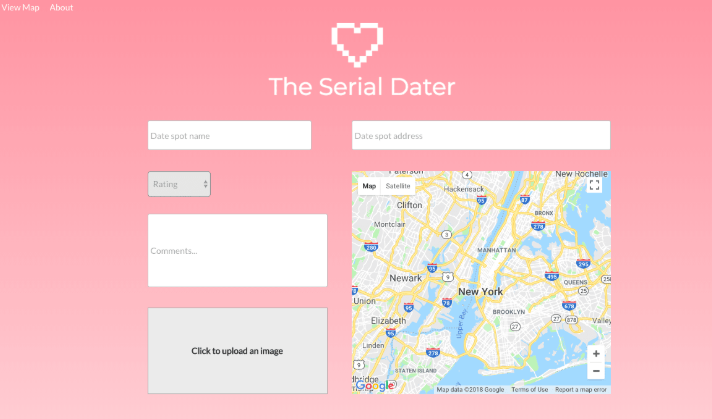 View Map About
The Serial Dater
Date spot name
Date spot address
Rating
Comments...
Click to upload an image
Map Satellite
Paterson
New Rochelle
Hackensack
Clifton
Montclair
BRONX
MANHATTAN
Newark
QUEENS
New York
Union
Elizabeth
BROOKLYN
Upper Bay
Valley
Linden
STATEN ISLAND
Google
Map data ©2018 Google Terms of Use Report a map error